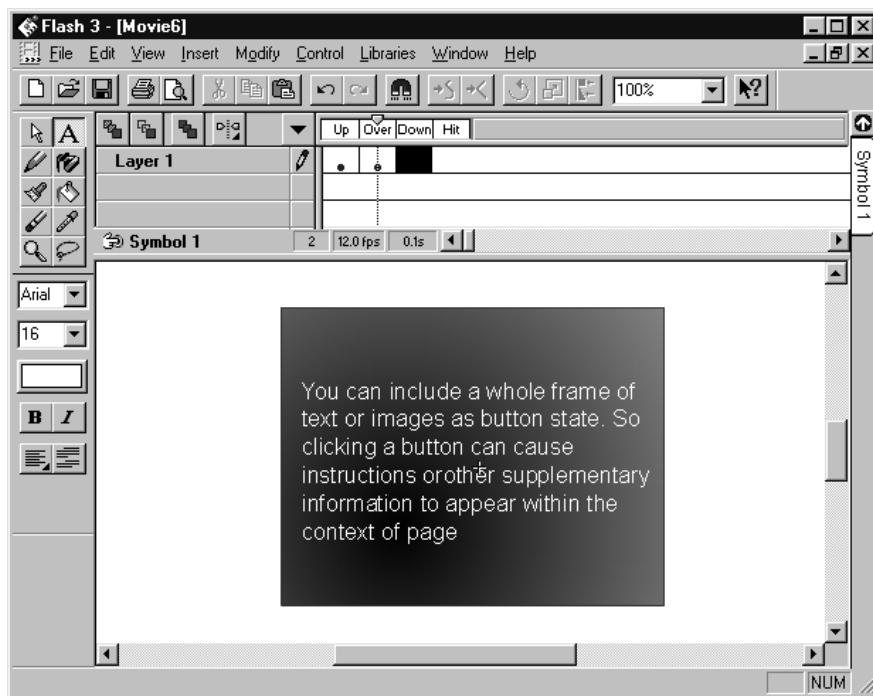 Flash 3 - [Movie6]
File Edit View Insert Modify Control Libraries Window Help
100%
Up Over Down Hit
Layer 1
Symbol 1 2 12.0 fps 0.1s
Symbol 1
Arial
16
B I
You can include a whole frame of
text or images as button state. So
clicking a button can cause
instructions orother supplementary
information to appear within the
context of page
NUM